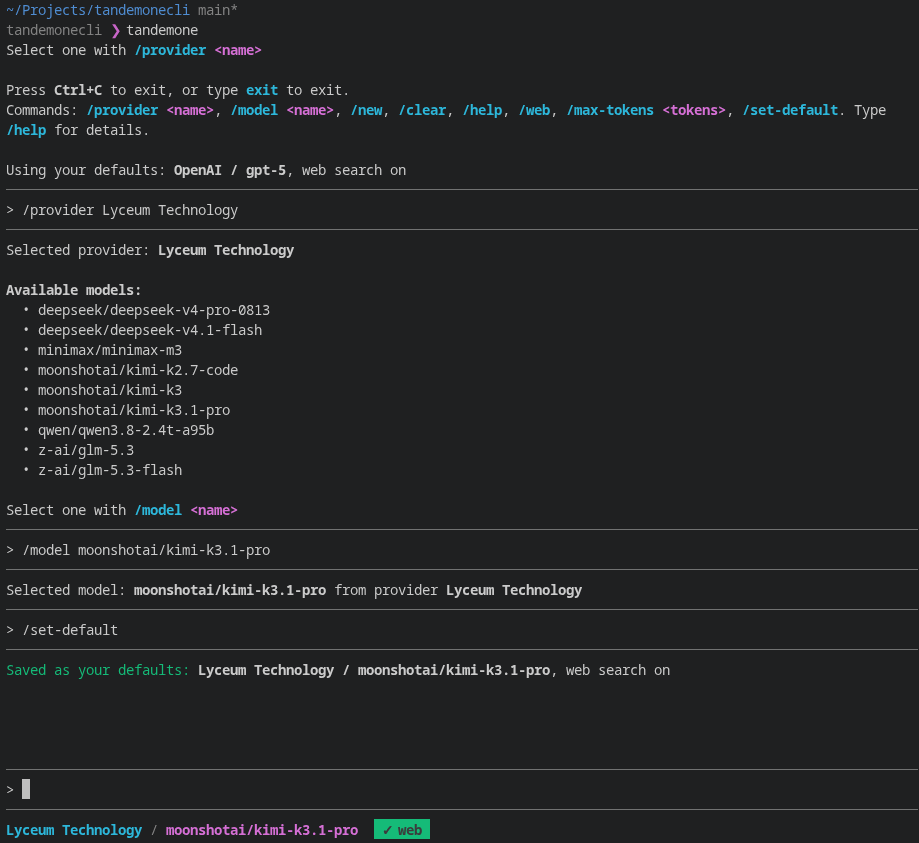 ~/Projects/tandemonecli main*
tandemonecli ❯ tandemone
Select one with /provider <name>
Press Ctrl+C to exit, or type exit to exit.
Commands: /provider <name>, /model <name>, /new, /clear, /help, /web, /max-tokens <tokens>, /set-default. Type
/help for details.
Using your defaults: OpenAI / gpt-5, web search on
> /provider Lyceum Technology
Selected provider: Lyceum Technology
Available models:
• deepseek/deepseek-v4-pro-0813
• deepseek/deepseek-v4.1-flash
• minimax/minimax-m3
• moonshotai/kimi-k2.7-code
• moonshotai/kimi-k3
• moonshotai/kimi-k3.1-pro
• qwen/qwen3.8-2.4t-a95b
• z-ai/glm-5.3
• z-ai/glm-5.3-flash
Select one with /model <name>
> /model moonshotai/kimi-k3.1-pro
Selected model: moonshotai/kimi-k3.1-pro from provider Lyceum Technology
> /set-default
Saved as your defaults: Lyceum Technology / moonshotai/kimi-k3.1-pro, web search on
>
Lyceum Technology / moonshotai/kimi-k3.1-pro ✓ web